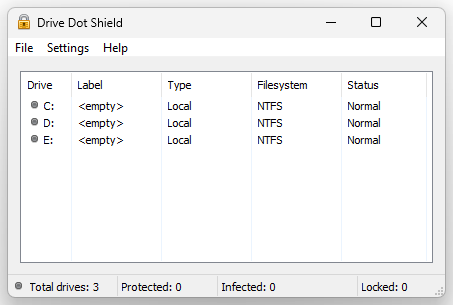 Drive Dot Shield
File Settings Help
Drive Label Type Filesystem Status
C: <empty> Local NTFS Normal
D: <empty> Local NTFS Normal
E: <empty> Local NTFS Normal
Total drives: 3 Protected: 0 Infected: 0 Locked: 0